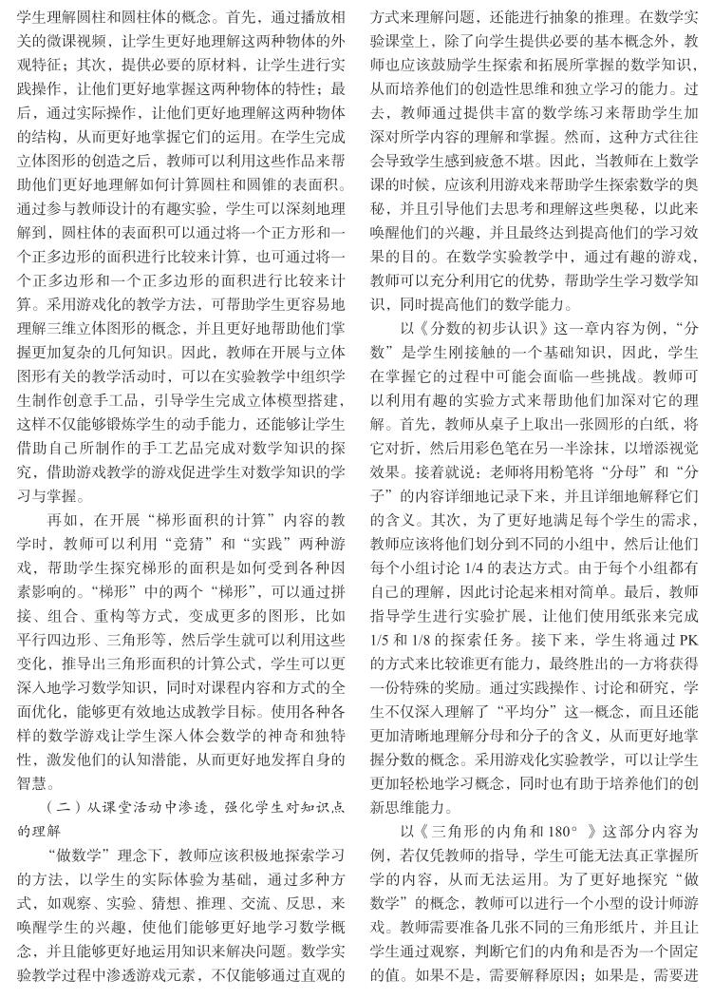 学生理解圆柱和圆柱体的概念。首先，通过播放相
关的微课视频，让学生更好地理解这两种物体的外
观特征；其次，提供必要的原材料，让学生进行实
践操作，让他们更好地掌握这两种物体的特性；最
后，通过实际操作，让他们更好地理解这两种物体
的结构，从而更好地掌握它们的运用。在学生完成
立体图形的创造之后，教师可以利用这些作品来帮
助他们更好地理解如何计算圆柱和圆锥的表面积。
通过参与教师设计的有趣实验，学生可以深刻地理
解到，圆柱体的表面积可以通过将一个正方形和一
个正多边形的面积进行比较来计算，也可通过将一
个正多边形和一个正多边形的面积进行比较来计
算。采用游戏化的教学方法，可帮助学生更容易地
理解三维立体图形的概念，并且更好地帮助他们掌
握更加复杂的几何知识。因此，教师在开展与立体
图形有关的教学活动时，可以在实验教学中组织学
生制作创意手工品，引导学生完成立体模型搭建，
这样不仅能够锻炼学生的动手能力，还能够让学生
借助自己所制作的手工艺品完成对数学知识的探
究，借助游戏教学的游戏促进学生对数学知识的学
习与掌握。
再如，在开展“梯形面积的计算”内容的教
学时，教师可以利用“竞猜”和“实践”两种游
戏，帮助学生探究梯形的面积是如何受到各种因
素影响的。“梯形”中的两个“梯形”，可以通过拼
接、组合、重构等方式，变成更多的图形，比如
平行四边形、三角形等，然后学生就可以利用这些
变化，推导出三角形面积的计算公式，学生可以更
深入地学习数学知识，同时对课程内容和方式的全
面优化，能够更有效地达成教学目标。使用各种各
样的数学游戏让学生深入体会数学的神奇和独特
性，激发他们的认知潜能，从而更好地发挥自身的
智慧。
（二）从课堂活动中渗透，强化学生对知识点
的理解
“做数学”理念下，教师应该积极地探索学习
的方法，以学生的实际体验为基础，通过多种方
式，如观察、实验、猜想、推理、交流、反思，来
唤醒学生的兴趣，使他们能够更好地学习数学概
念，并且能够更好地运用知识来解决问题。数学实
验教学过程中渗透游戏元素，不仅能够通过直观的
方式来理解问题，还能进行抽象的推理。在数学实
验课堂上，除了向学生提供必要的基本概念外，教
师也应该鼓励学生探索和拓展所掌握的数学知识，
从而培养他们的创造性思维和独立学习的能力。过
去，教师通过提供丰富的数学练习来帮助学生加
深对所学内容的理解和掌握。然而，这种方式往往
会导致学生感到疲惫不堪。因此，当教师在上数学
课的时候，应该利用游戏来帮助学生探索数学的奥
秘，并且引导他们去思考和理解这些奥秘，以此来
唤醒他们的兴趣，并且最终达到提高他们的学习效
果的目的。在数学实验教学中，通过有趣的游戏，
教师可以充分利用它的优势，帮助学生学习数学知
识，同时提高他们的数学能力。
以《分数的初步认识》这一章内容为例，“分
数”是学生刚接触的一个基础知识，因此，学生
在掌握它的过程中可能会面临一些挑战。教师可
以利用有趣的实验方式来帮助他们加深对它的理
解。首先，教师从桌子上取出一张圆形的白纸，将
它对折，然后用彩色笔在另一半涂抹，以增添视觉
效果。接着就说：老师将用粉笔将“分母”和“分
子”的内容详细地记录下来，并且详细地解释它们
的含义。其次，为了更好地满足每个学生的需求，
教师应该将他们划分到不同的小组中，然后让他们
每个小组讨论 1/4 的表达方式。由于每个小组都有
自己的理解，因此讨论起来相对简单。最后，教师
指导学生进行实验扩展，让他们使用纸张来完成
1/5 和 1/8 的探索任务。接下来，学生将通过 PK
的方式来比较谁更有能力，最终胜出的一方将获得
一份特殊的奖励。通过实践操作、讨论和研究，学
生不仅深入理解了“平均分”这一概念，而且还能
更加清晰地理解分母和分子的含义，从而更好地掌
握分数的概念。采用游戏化实验教学，可以让学生
更加轻松地学习概念，同时也有助于培养他们的创
新思维能力。
以《三角形的内角和 180°》这部分内容为
例，若仅凭教师的指导，学生可能无法真正掌握所
学的内容，从而无法运用。为了更好地探究“做
数学”的概念，教师可以进行一个小型的设计师游
戏。教师需要准备几张不同的三角形纸片，并且让
学生通过观察，判断它们的内角和是否为一个固定
的值。如果不是，需要解释原因；如果是，需要进